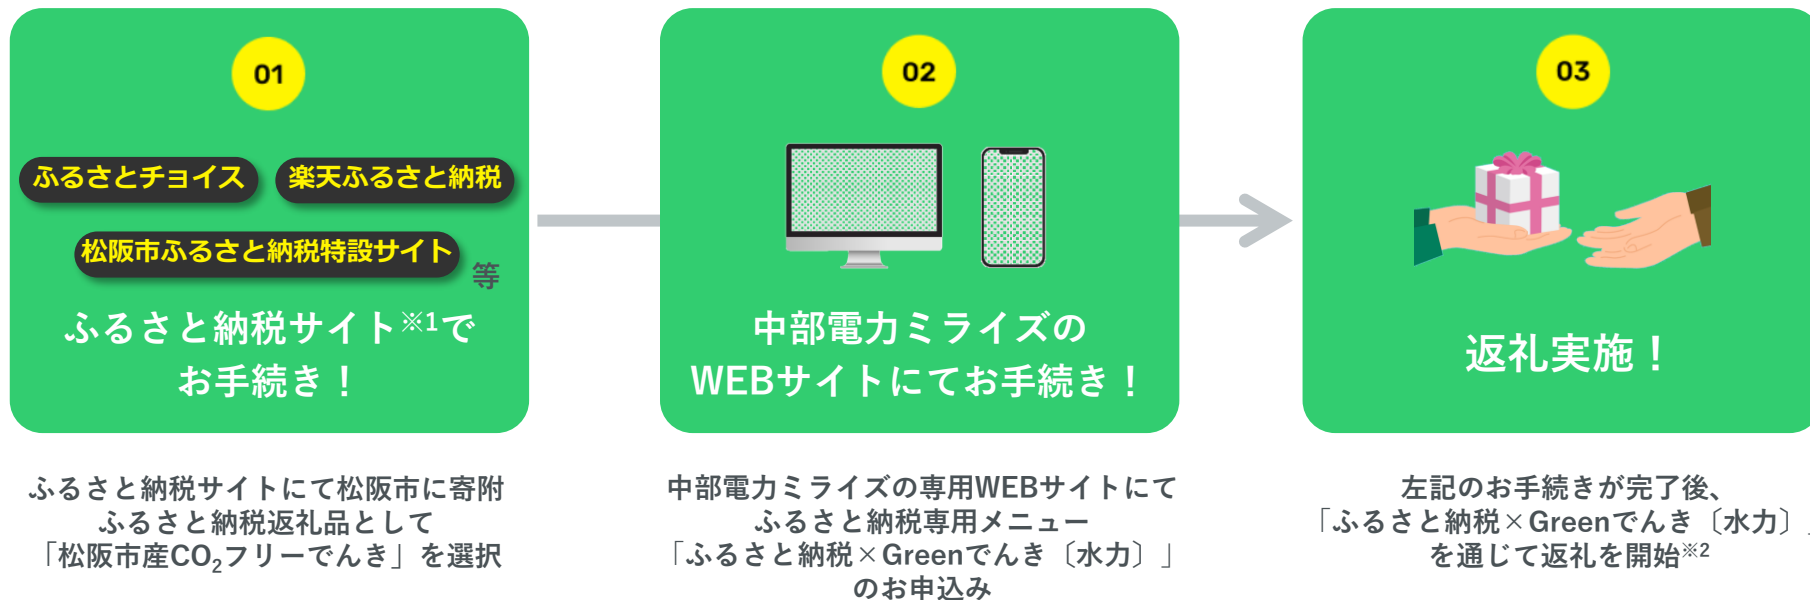 01
ふるさとチョイス
楽天ふるさと納税
松阪市ふるさと納税特設サイト
等
ふるさと納税サイト※1で
お手続き！
ふるさと納税サイトにて松阪市に寄附
ふるさと納税返礼品として
「松阪市産CO₂フリーでんき」を選択
02
中部電力ミライズの
WEBサイトにてお手続き！
中部電力ミライズの専用WEBサイトにて
ふるさと納税専用メニュー
「ふるさと納税×Greenでんき〔水力〕」
のお申込み
03
返礼実施！
左記のお手続きが完了後、
「ふるさと納税×Greenでんき〔水力〕」
を通じて返礼を開始※2